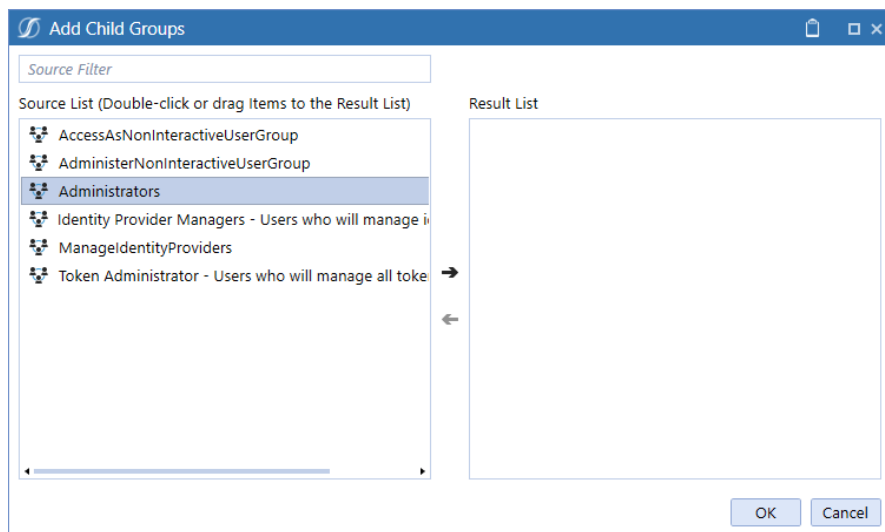 Add Child Groups
Source Filter
Source List (Double-click or drag Items to the Result List)
Result List
AccessAsNonInteractiveUserGroup
AdministerNonInteractiveUserGroup
Administrators
Identity Provider Managers - Users who will manage i
ManageIdentityProviders
Token Administrator - Users who will manage all toke
OK
Cancel